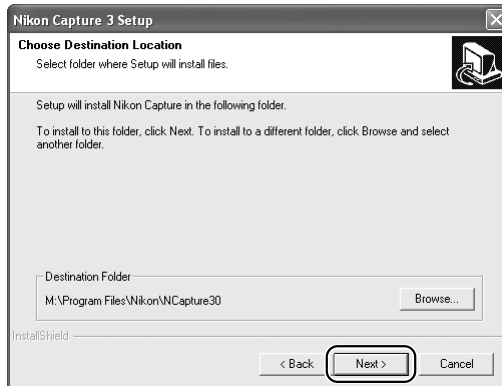 Nikon Capture 3 Setup
Choose Destination Location
Select folder where Setup will install files.
Setup will install Nikon Capture in the following folder.
To install to this folder, click Next. To install to a different folder, click Browse and select
another folder.
Destination Folder
M:\Program Files\Nikon\NCapture30
Browse...
InstallShield
< Back
Next >
Cancel